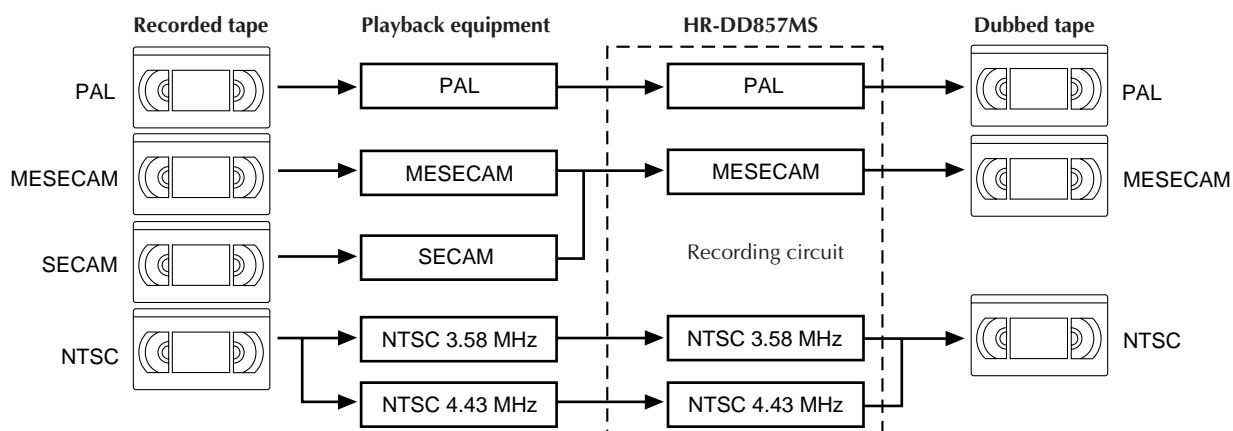 Recorded tape Playback equipment HR-DD857MS Dubbed tape
PAL PAL PAL PAL
MESECAM MESECAM MESECAM MESECAM
SECAM SECAM Recording circuit
NTSC NTSC 3.58 MHz NTSC 3.58 MHz NTSC
NTSC 4.43 MHz NTSC 4.43 MHz